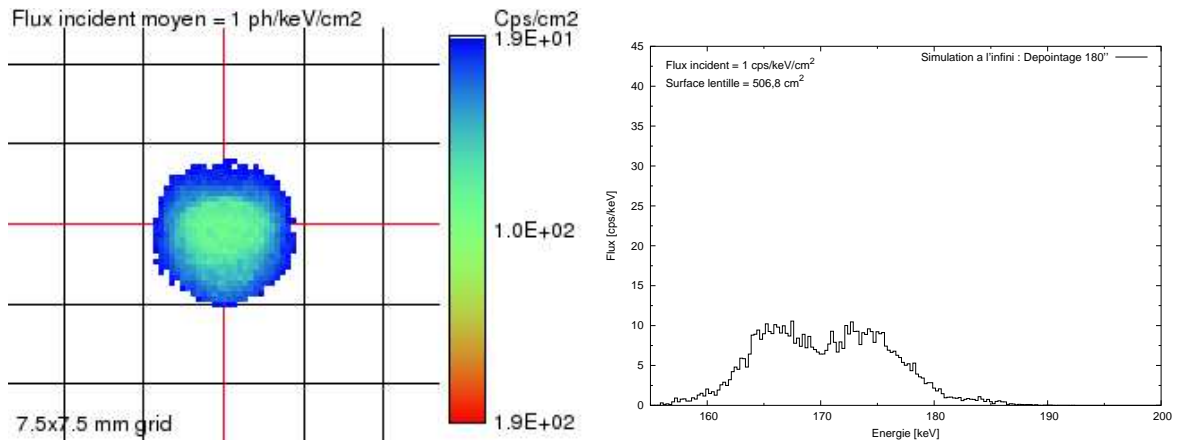 Flux incident moyen = 1 ph/keV/cm2
Cps/cm2
1.9E+01
1.0E+02
1.9E+02
7.5x7.5 mm grid
Flux incident = 1 cps/keV/cm²
Surface lentille = 506,8 cm²
Simulation a l'infini : Depointage 180''
Flux [cps/keV]
45
40
35
30
25
20
15
10
5
0
160
170
180
190
200
Energie [keV]